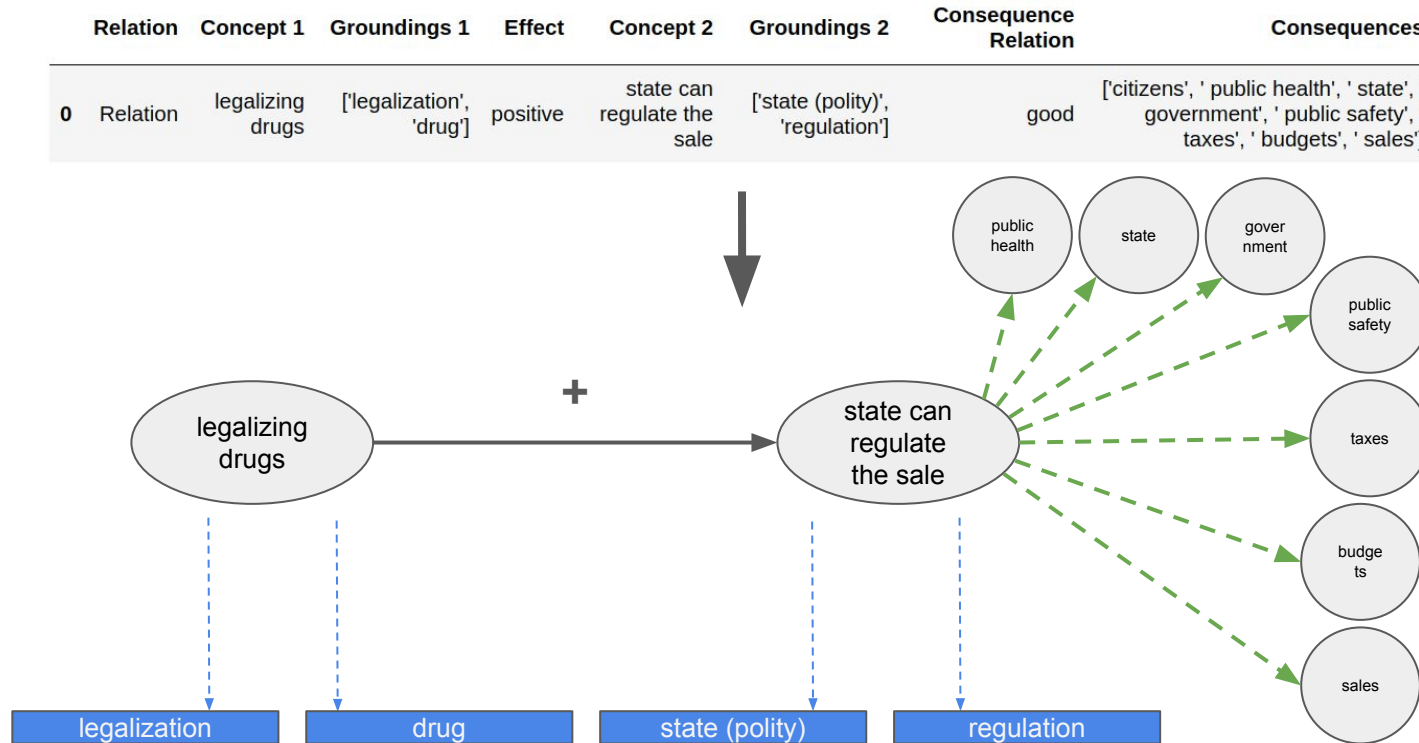 Relation Concept 1 Groundings 1 Effect Concept 2 Groundings 2 Consequence Relation Consequences
0 Relation legalizing drugs ['legalization', 'drug'] positive state can regulate the sale ['state (polity)', 'regulation'] good ['citizens', ' public health', ' state', ' government', ' public safety', ' taxes', ' budgets', ' sales']
public
health
state
gover
nment
public
safety
+
legalizing
drugs
state can
regulate
the sale
taxes
budge
ts
sales
legalization
drug
state (polity)
regulation